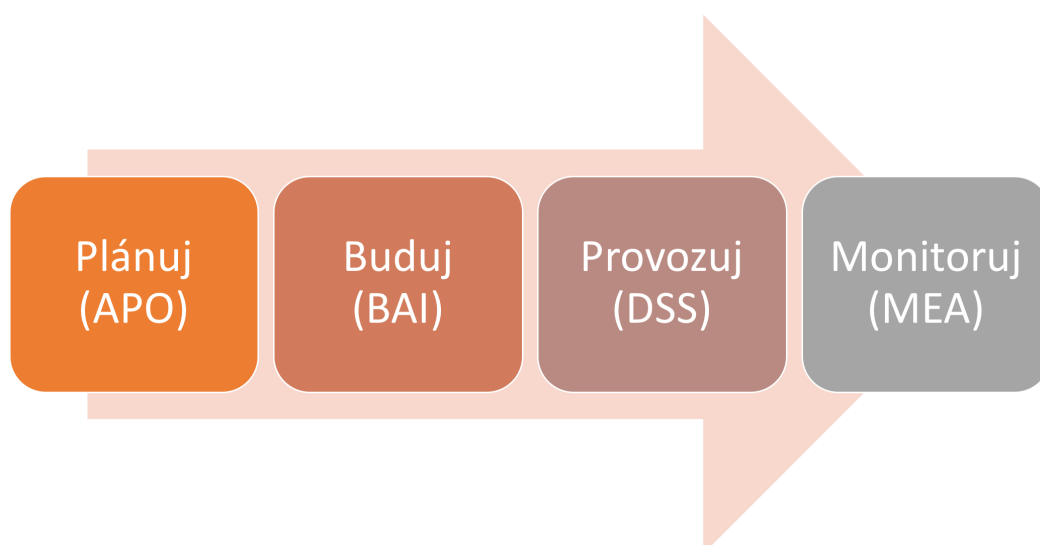 Plánuj
(APO)
Buduj
(BAI)
Provozuj
(DSS)
Monitoruj
(MEA)